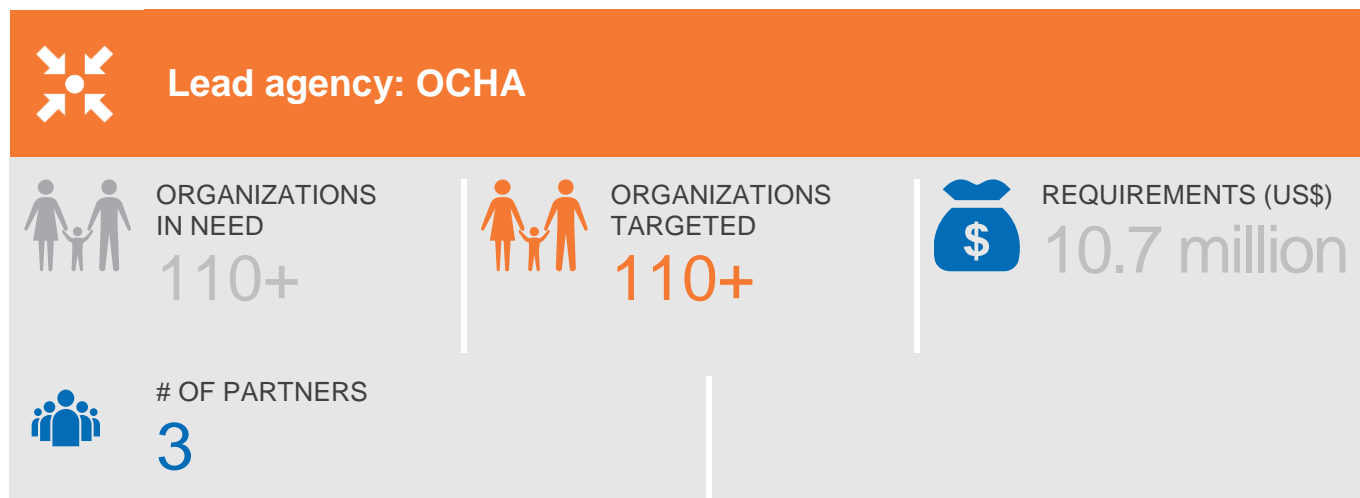 Lead agency: OCHA
ORGANIZATIONS
IN NEED
110+
ORGANIZATIONS
TARGETED
110+
$
REQUIREMENTS (US$)
10.7 million
# OF PARTNERS
3